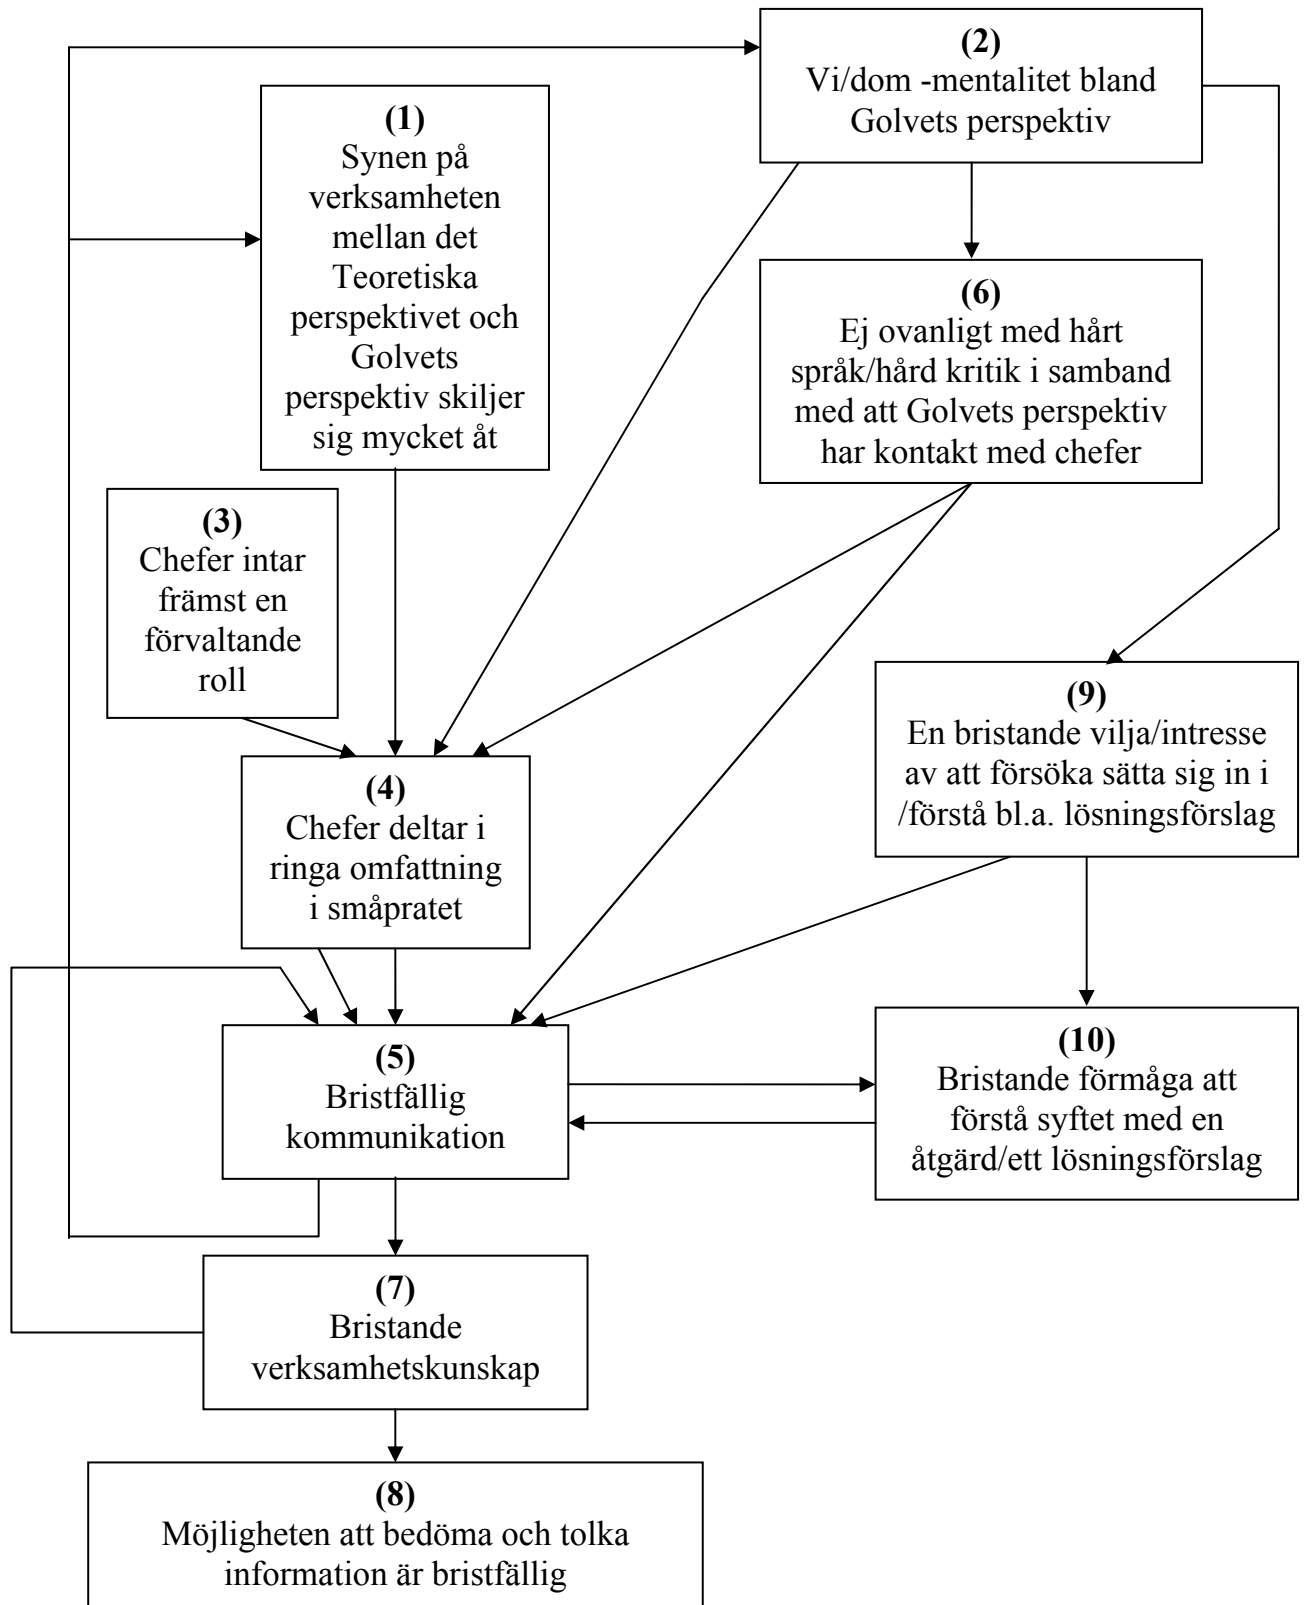 (2)
Vi/dom -mentalitet bland
Golvets perspektiv
(1)
Synen på
verksamheten
mellan det
Teoretiska
perspektivet och
Golvets
perspektiv skiljer
sig mycket åt
(6)
Ej ovanligt med hårt
språk/hård kritik i samband
med att Golvets perspektiv
har kontakt med chefer
(3)
Chefer intar
främst en
förvaltande
roll
(9)
En bristande vilja/intresse
av att försöka sätta sig in i
/förstå bl.a. lösningsförslag
(4)
Chefer deltar i
ringa omfattning
i småpratet
(5)
Bristfällig
kommunikation
(10)
Bristande förmåga att
förstå syftet med en
åtgärd/ett lösningsförslag
(7)
Bristande
verksamhetskunskap
(8)
Möjligheten att bedöma och tolka
information är bristfällig